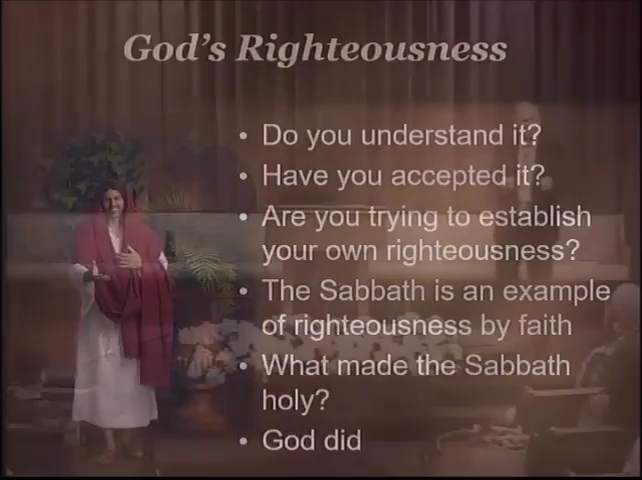 God's Righteousness
• Do you understand it?
• Have you accepted it?
• Are you trying to establish
your own righteousness?
• The Sabbath is an example
of righteousness by faith
• What made the Sabbath
holy?
• God did